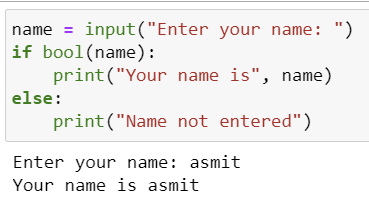 name = input("Enter your name: ")
if bool(name):
    print("Your name is", name)
else:
    print("Name not entered")
Enter your name: asmit
Your name is asmit